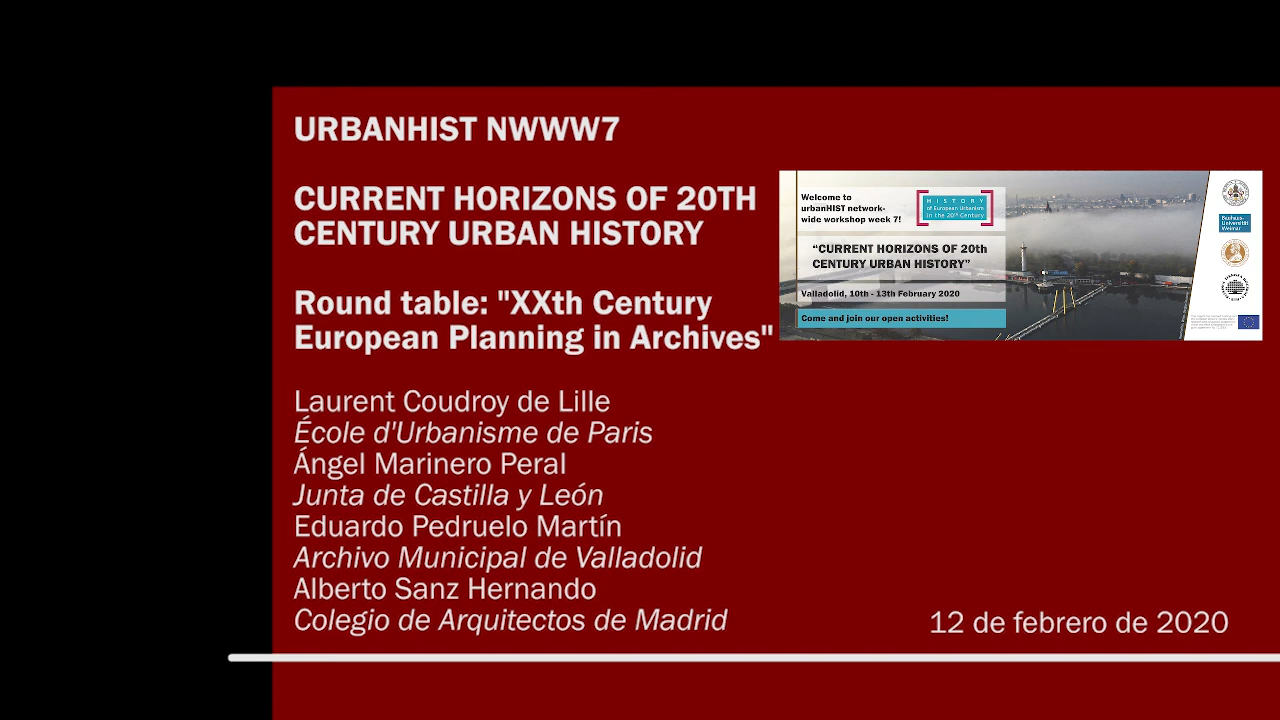 URBANHIST NWWW7
CURRENT HORIZONS OF 20TH
CENTURY URBAN HISTORY
Round table: "XXth Century
European Planning in Archives"
Laurent Coudroy de Lille
École d'Urbanisme de Paris
Ángel Marinero Peral
Junta de Castilla y León
Eduardo Pedruelo Martín
Archivo Municipal de Valladolid
Alberto Sanz Hernando
Colegio de Arquitectos de Madrid
12 de febrero de 2020
Welcome to
urbanHIST network-
wide workshop week 7!
HISTORY
of European Urbanism
in the 20th Century
“CURRENT HORIZONS OF 20th
CENTURY URBAN HISTORY”
Valladolid, 10th - 13th February 2020
Come and join our open activities!
Bauhaus-
Universität
Weimar